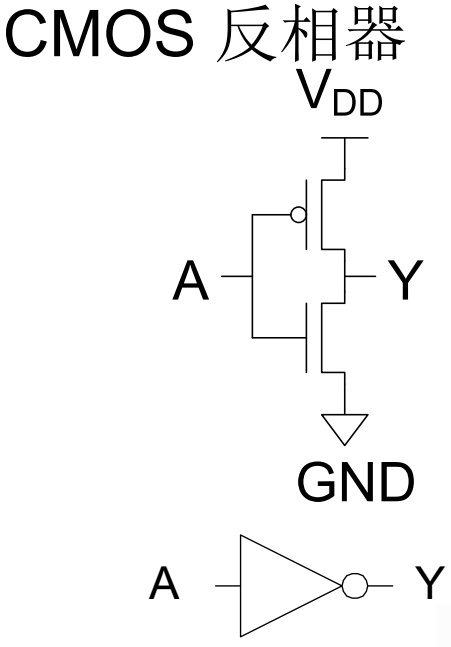 CMOS 反相器
VDD
A Y
GND
A Y